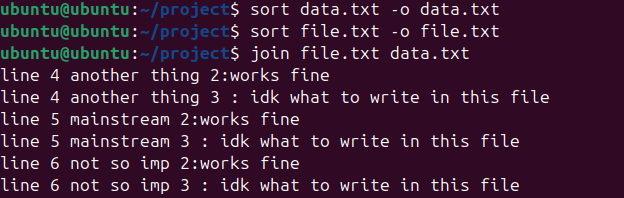 ubuntu@ubuntu:~/project$ sort data.txt -o data.txt
ubuntu@ubuntu:~/project$ sort file.txt -o file.txt
ubuntu@ubuntu:~/project$ join file.txt data.txt
line 4 another thing 2:works fine
line 4 another thing 3 : idk what to write in this file
line 5 mainstream 2:works fine
line 5 mainstream 3 : idk what to write in this file
line 6 not so imp 2:works fine
line 6 not so imp 3 : idk what to write in this file